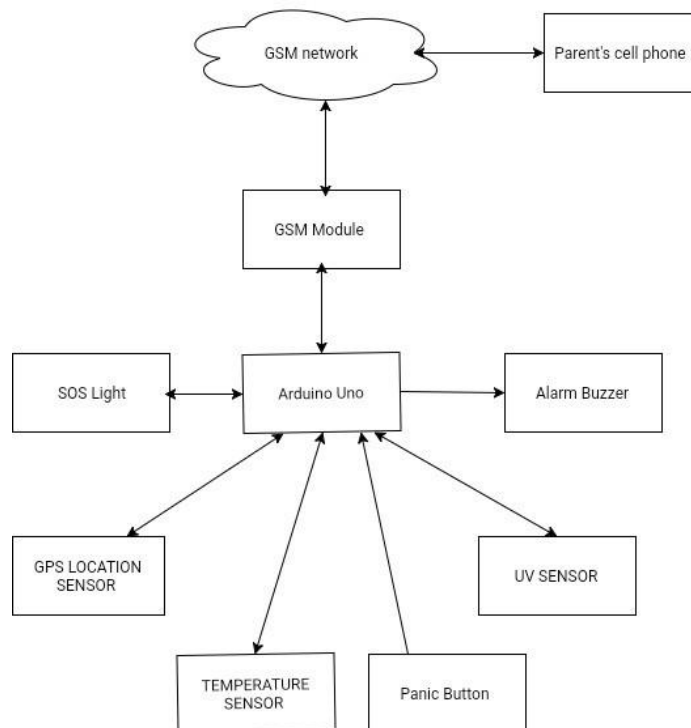 GSM network
Parent's cell phone
GSM Module
SOS Light
Arduino Uno
Alarm Buzzer
GPS LOCATION
SENSOR
UV SENSOR
TEMPERATURE
SENSOR
Panic Button